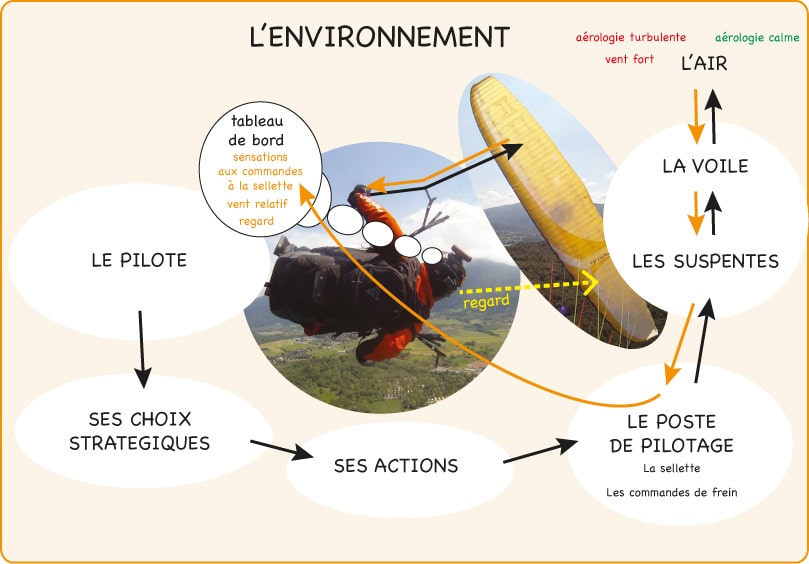 L'ENVIRONNEMENT
aérologie turbulente
aérologie calme
vent fort
L'AIR
tableau
de bord
sensations
aux commandes
à la sellette
vent relatif
regard
LA VOILE
LE PILOTE
LES SUSPENTES
regard
SES CHOIX
STRATEGIQUES
LE POSTE
DE PILOTAGE
La sellette
Les commandes de frein
SES ACTIONS